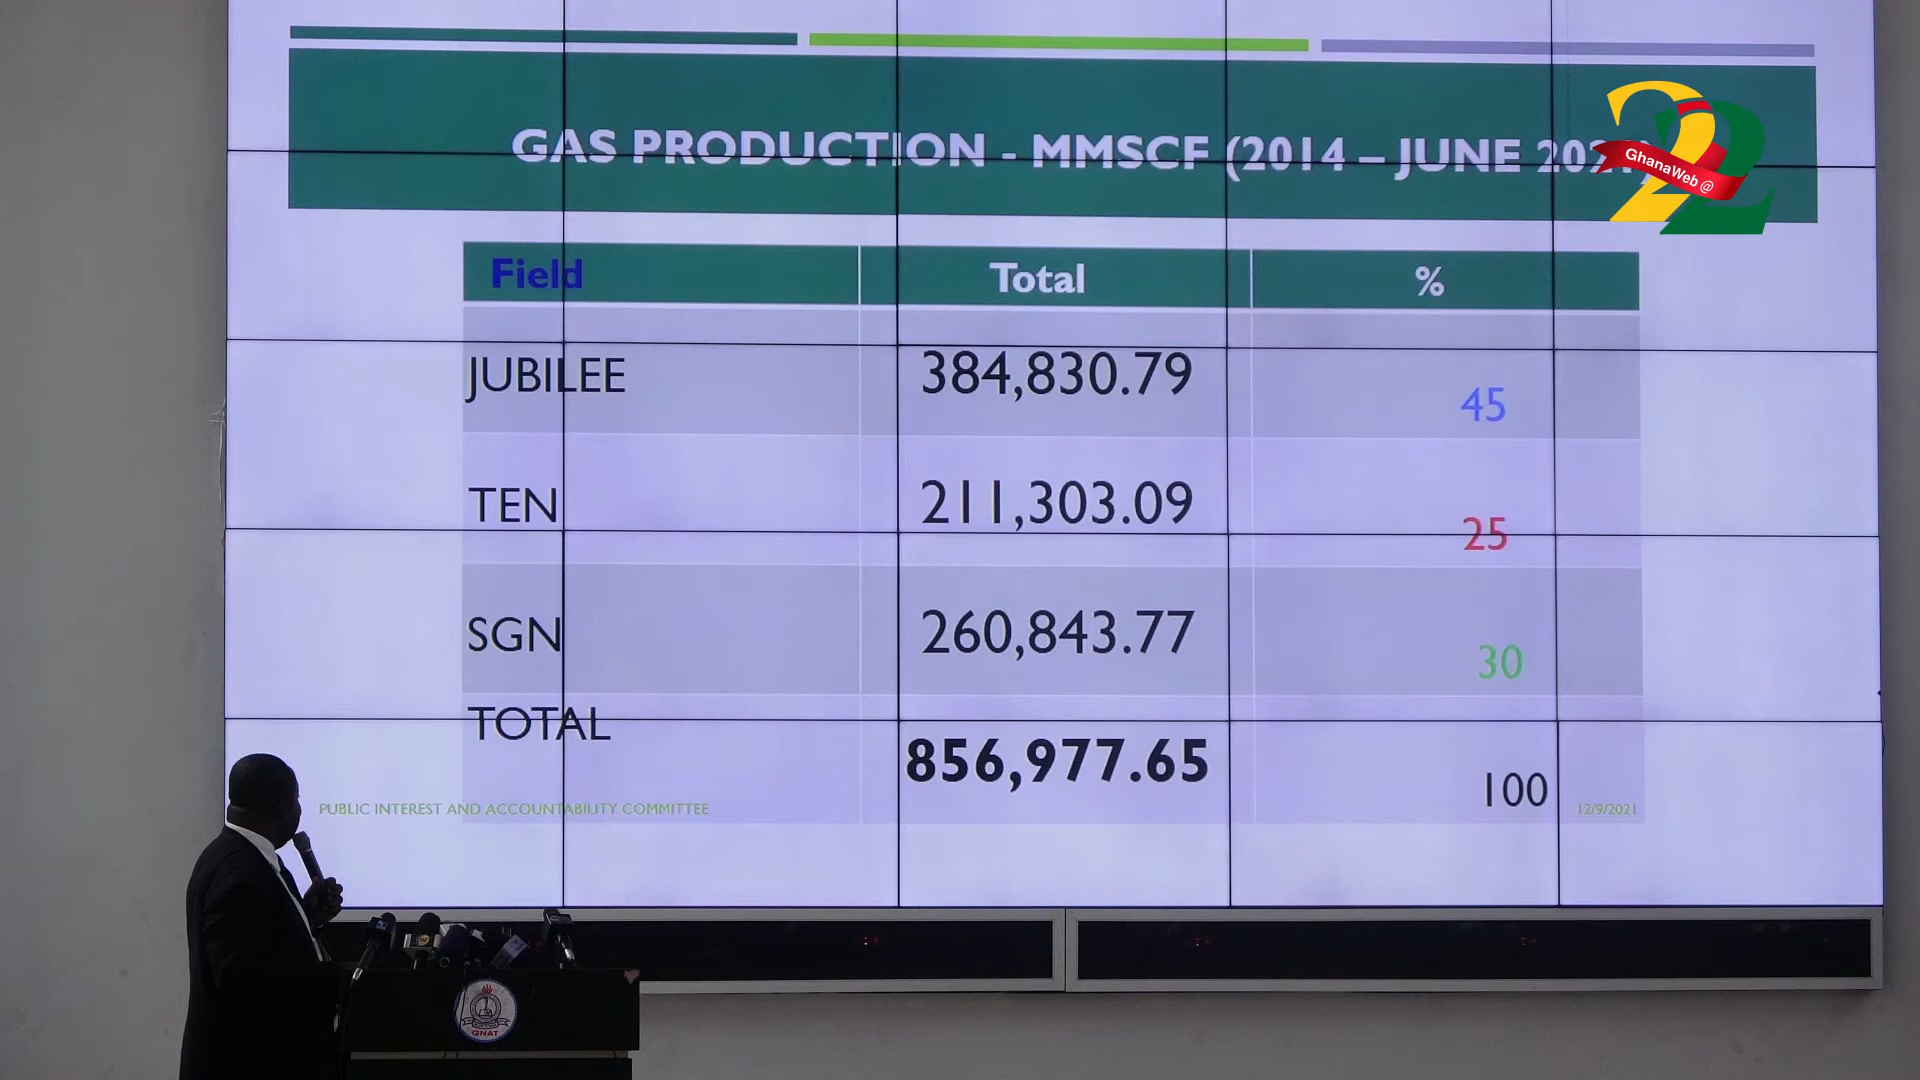 GAS PRODUCTION - MMSCF (2014 – JUNE
GhanaWeb @
22
Field Total %
JUBILEE 384,830.79 45
TEN 211,303.09 25
SGN 260,843.77 30
TOTAL 856,977.65 100
PUBLIC INTEREST AND ACCOUNTABILITY COMMITTEE 12/9/2021
GNAT